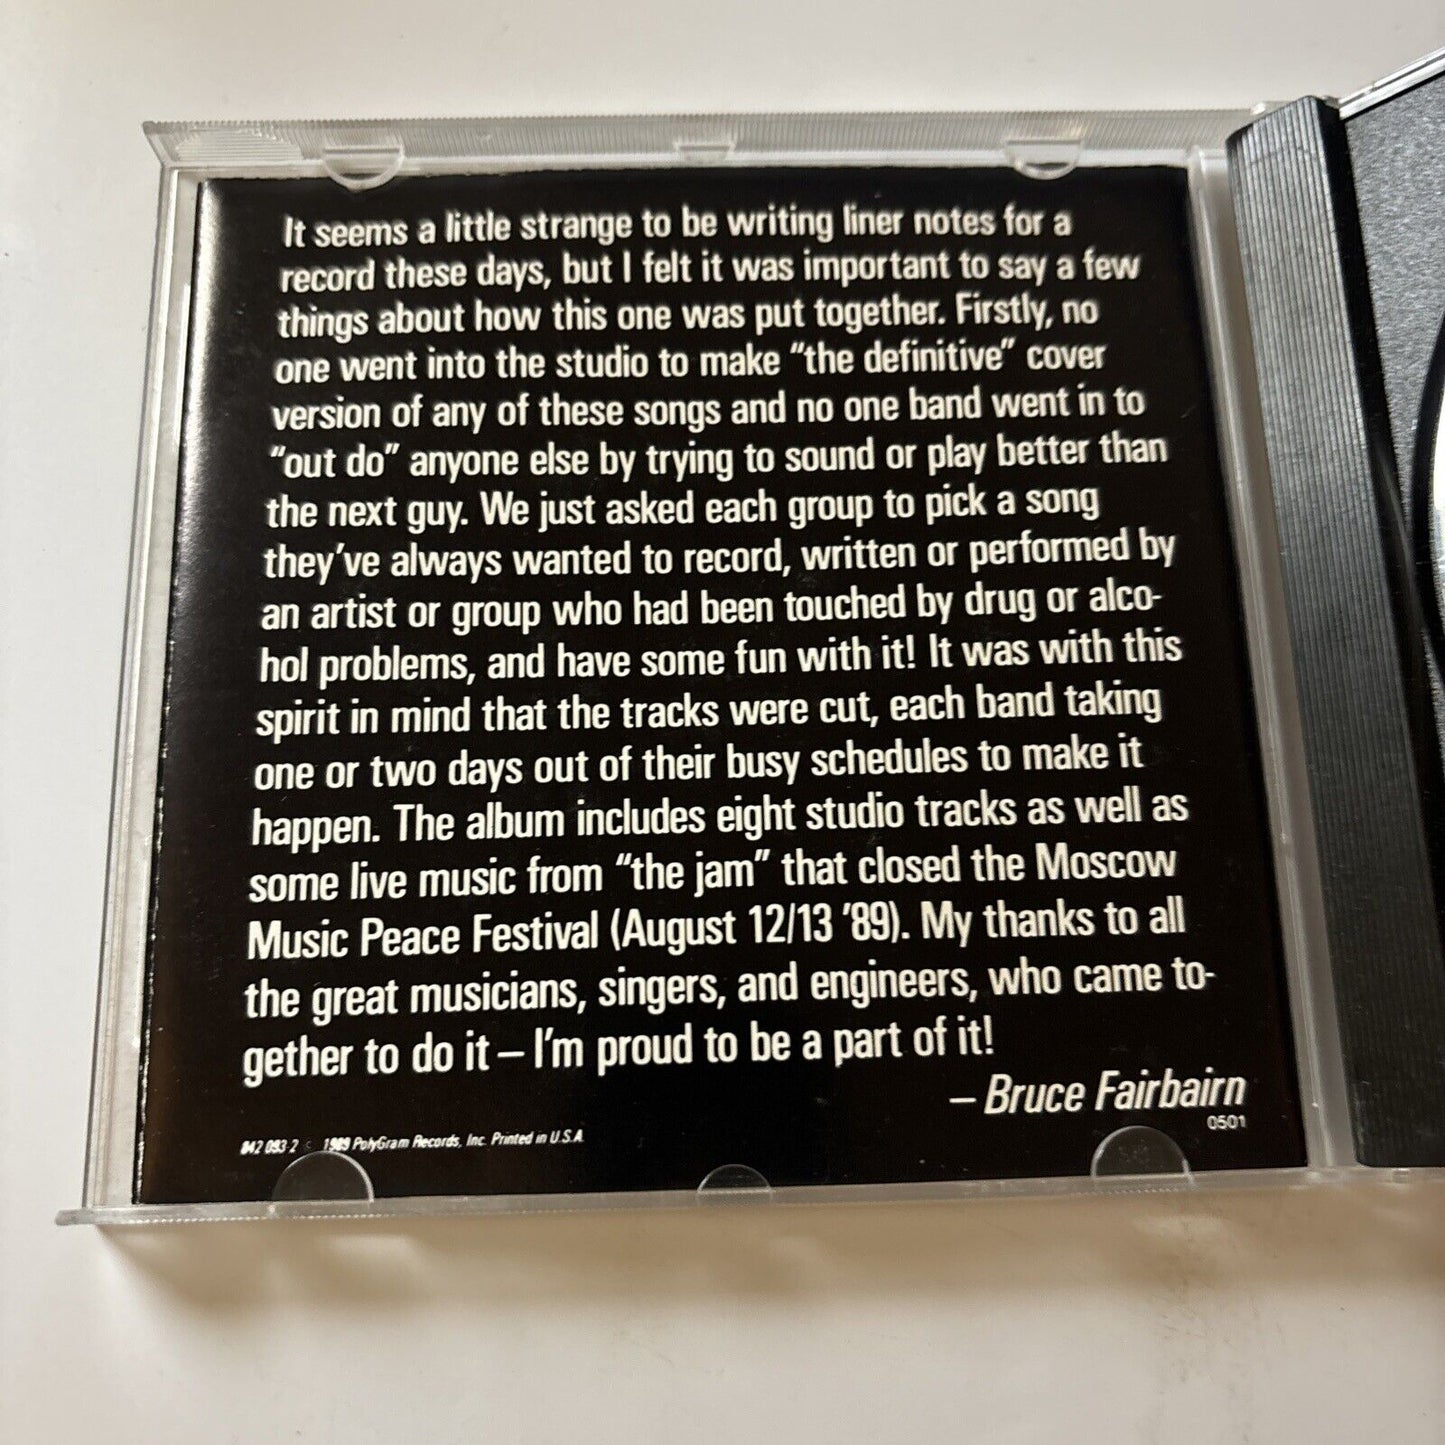 It seems a little strange to be writing liner notes for a
record these days, but I felt it was important to say a few
things about how this one was put together. Firstly, no
one went into the studio to make “the definitive” cover
version of any of these songs and no one band went in to
“out do” anyone else by trying to sound or play better than
the next guy. We just asked each group to pick a song
they’ve always wanted to record, written or performed by
an artist or group who had been touched by drug or alco-
hol problems, and have some fun with it! It was with this
spirit in mind that the tracks were cut, each band taking
one or two days out of their busy schedules to make it
happen. The album includes eight studio tracks as well as
some live music from “the jam” that closed the Moscow
Music Peace Festival (August 12/13 ’89). My thanks to all
the great musicians, singers, and engineers, who came to-
gether to do it – I’m proud to be a part of it!
– Bruce Fairbairn
0501
842 093-2 1989 PolyGram Records, Inc. Printed in U.S.A.